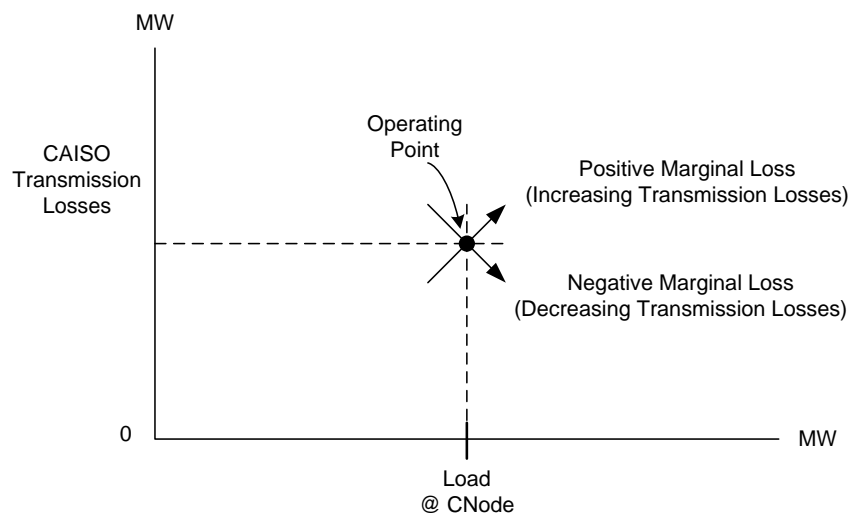 MW
Operating
Point
CAISO
Transmission
Losses
Positive Marginal Loss
(Increasing Transmission Losses)
Negative Marginal Loss
(Decreasing Transmission Losses)
0
MW
Load
@ CNode